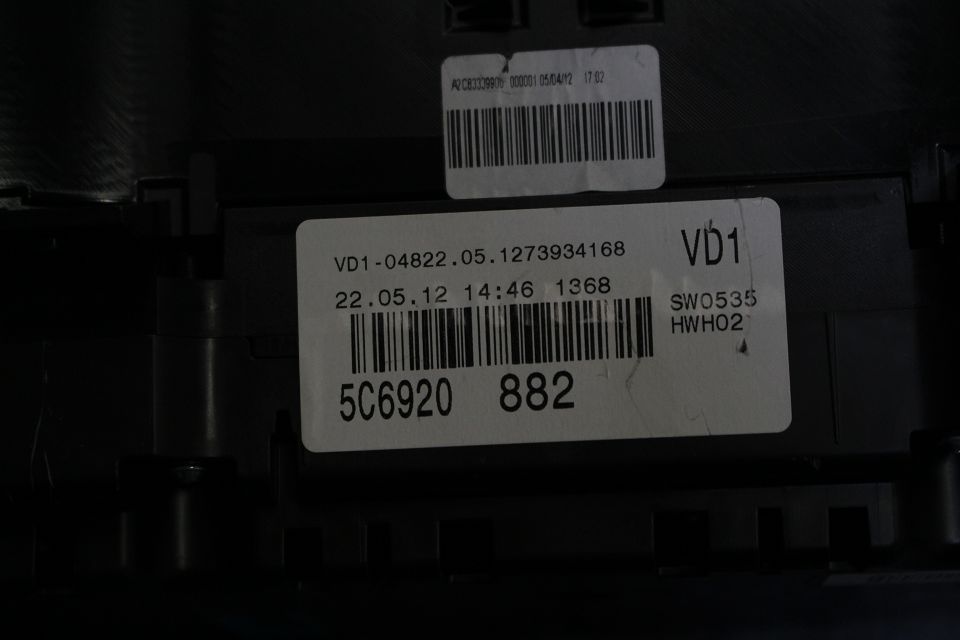 A2C83339900 000001 05/04/12 17:02
VD1-04822.05.1273934168
VD1
22.05.12 14:46 1368
SW0535
HWH02
5C6920 882